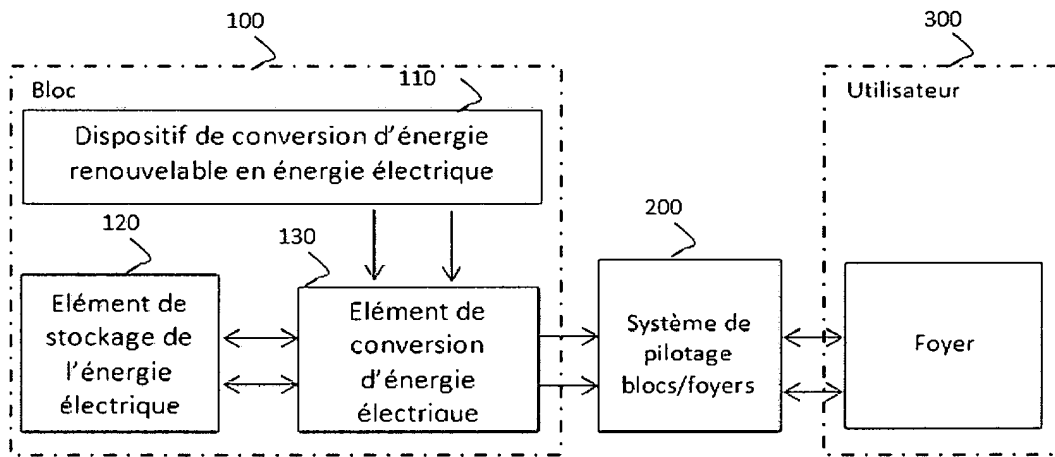 100
300
Bloc
110
Utilisateur
Dispositif de conversion d'énergie
renouvelable en énergie électrique
120
130
200
Elément de
stockage de
l'énergie
électrique
Elément de
conversion
d'énergie
électrique
Système de
pilotage
blocs/foyers
Foyer